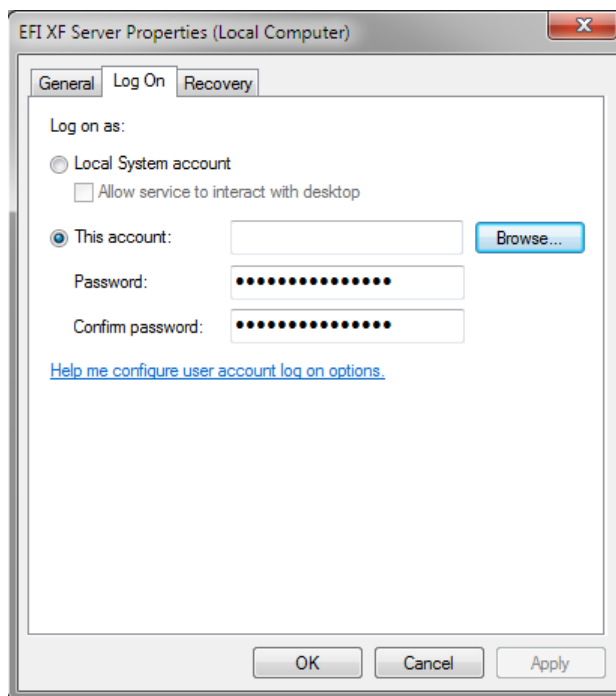 EFI XF Server Properties (Local Computer)
General Log On Recovery
Log on as:
Local System account
Allow service to interact with desktop
This account: Browse...
Password: •••••••••••••••
Confirm password: •••••••••••••••
Help me configure user account log on options.
OK Cancel Apply